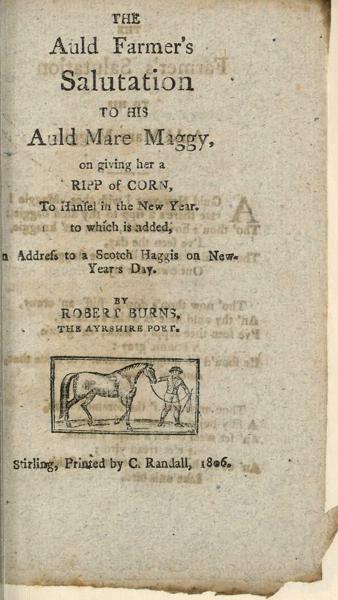 THE
Auld Farmer's
Salutation
TO HIS
Auld Mare Maggy,
on giving her a
RIPP of CORN,
To Hansel in the New Year.
to which is added,
n Address to a Scotch Haggis on New-
Year's Day.
BY
ROBERT BURNS,
THE AYRSHIRE POET.
Stirling, Printed by C. Randall, 1806.